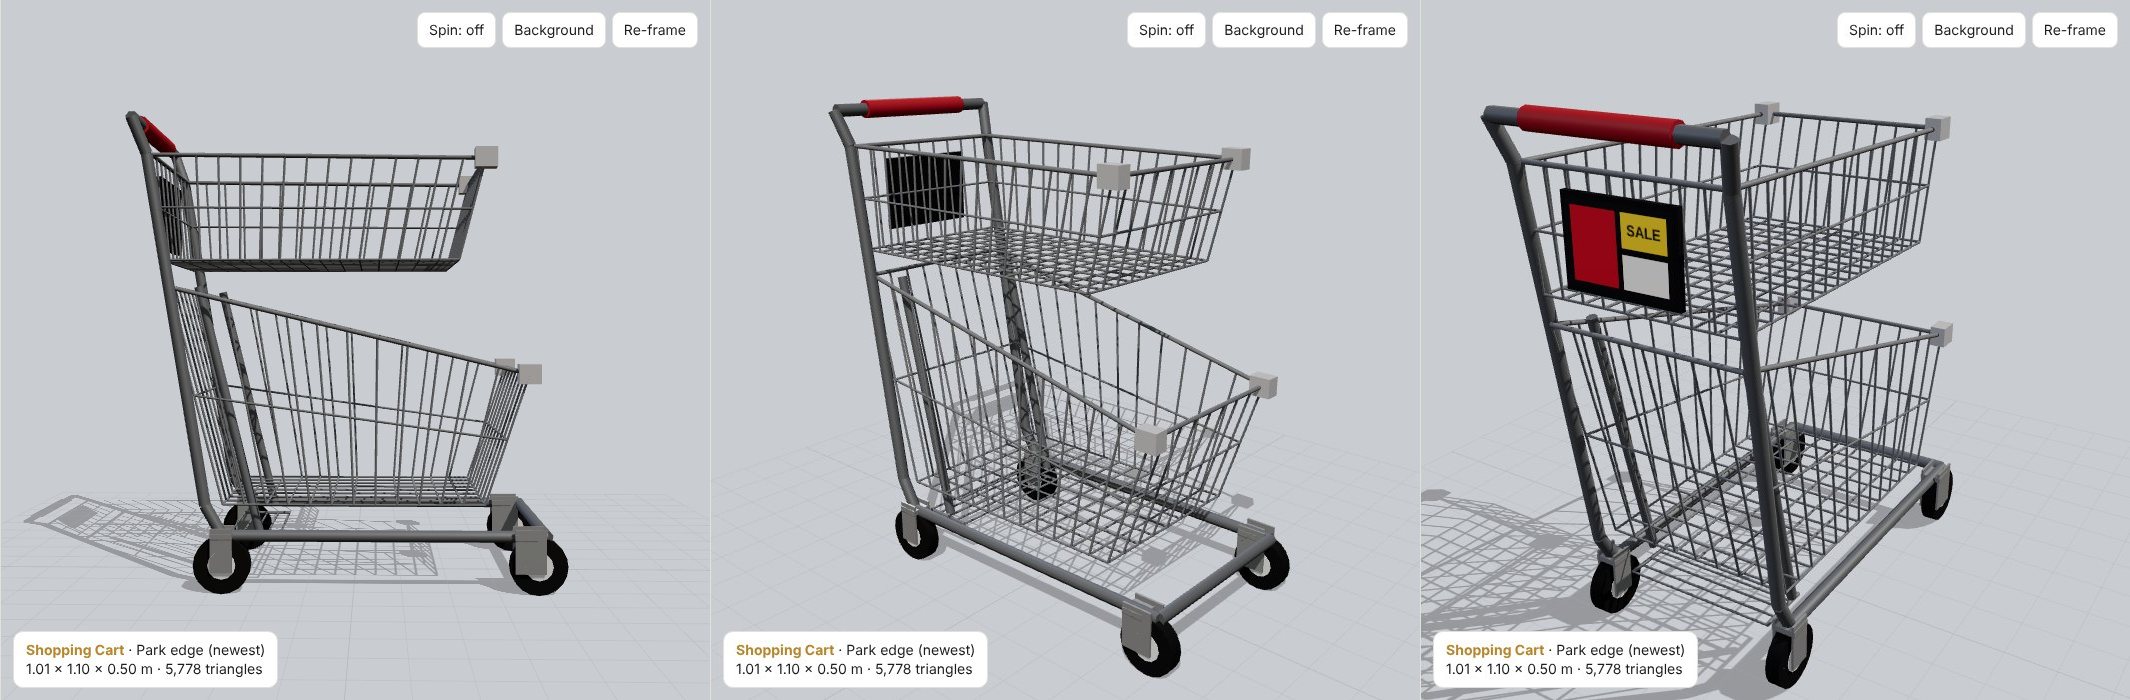 Spin: off Background Re-frame
SALE
Shopping Cart · Park edge (newest)
1.01 × 1.10 × 0.50 m · 5,778 triangles
Spin: off Background Re-frame
Shopping Cart · Park edge (newest)
1.01 × 1.10 × 0.50 m · 5,778 triangles
Spin: off Background Re-frame
Shopping Cart · Park edge (newest)
1.01 × 1.10 × 0.50 m · 5,778 triangles